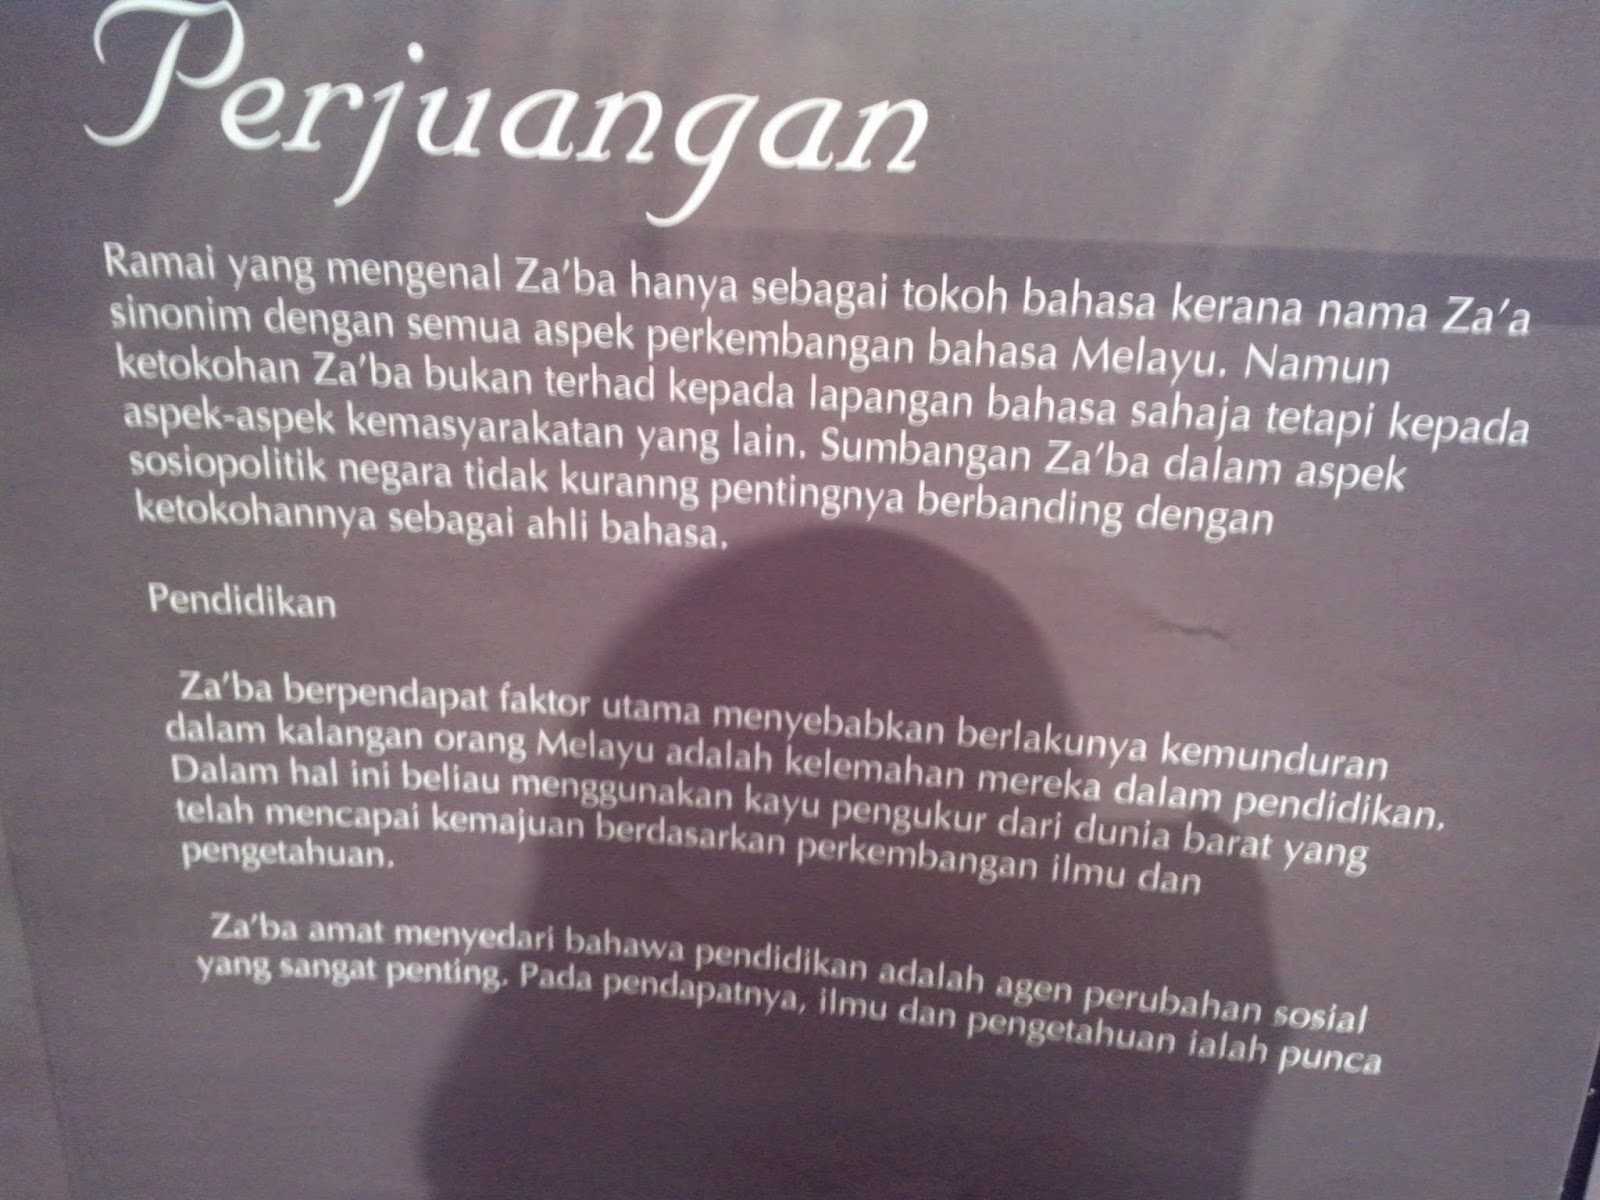 Perjuangan
Ramai yang mengenal Za'ba hanya sebagai tokoh bahasa kerana nama Za'a
sinonim dengan semua aspek perkembangan bahasa Melayu. Namun
ketokohan Za'ba bukan terhad kepada lapangan bahasa sahaja tetapi kepada
aspek-aspek kemasyarakatan yang lain. Sumbangan Za'ba dalam aspek
sosiopolitik negara tidak kuranng pentingnya berbanding dengan
ketokohannya sebagai ahli bahasa.
Pendidikan
Za'ba berpendapat faktor utama menyebabkan berlakunya kemunduran
dalam kalangan orang Melayu adalah kelemahan mereka dalam pendidikan.
Dalam hal ini beliau menggunakan kayu pengukur dari dunia barat yang
telah mencapai kemajuan berdasarkan perkembangan ilmu dan
pengetahuan.
Za'ba amat menyedari bahawa pendidikan adalah agen perubahan sosial
yang sangat penting. Pada pendapatnya, ilmu dan pengetahuan ialah punca